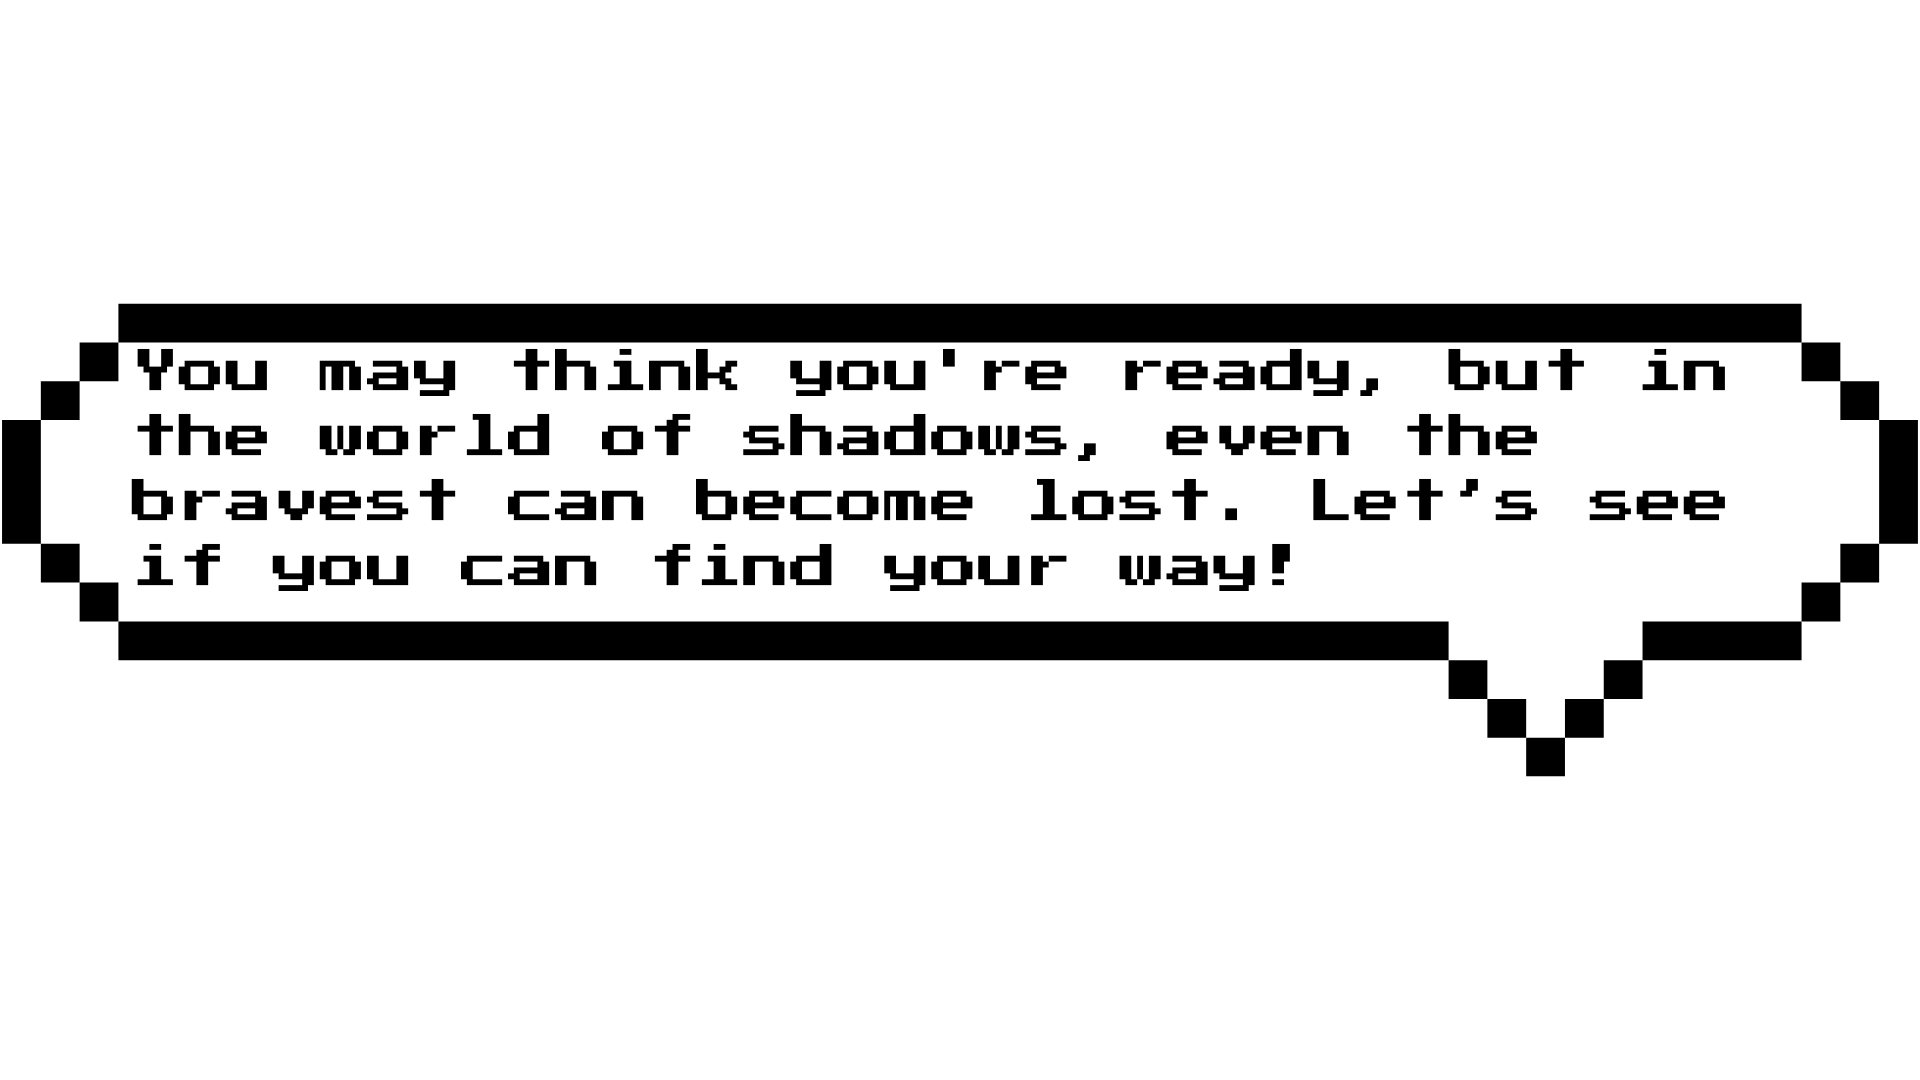 You may think you're ready, but in
the world of shadows, even the
bravest can become lost. Let’s see
if you can find your way!